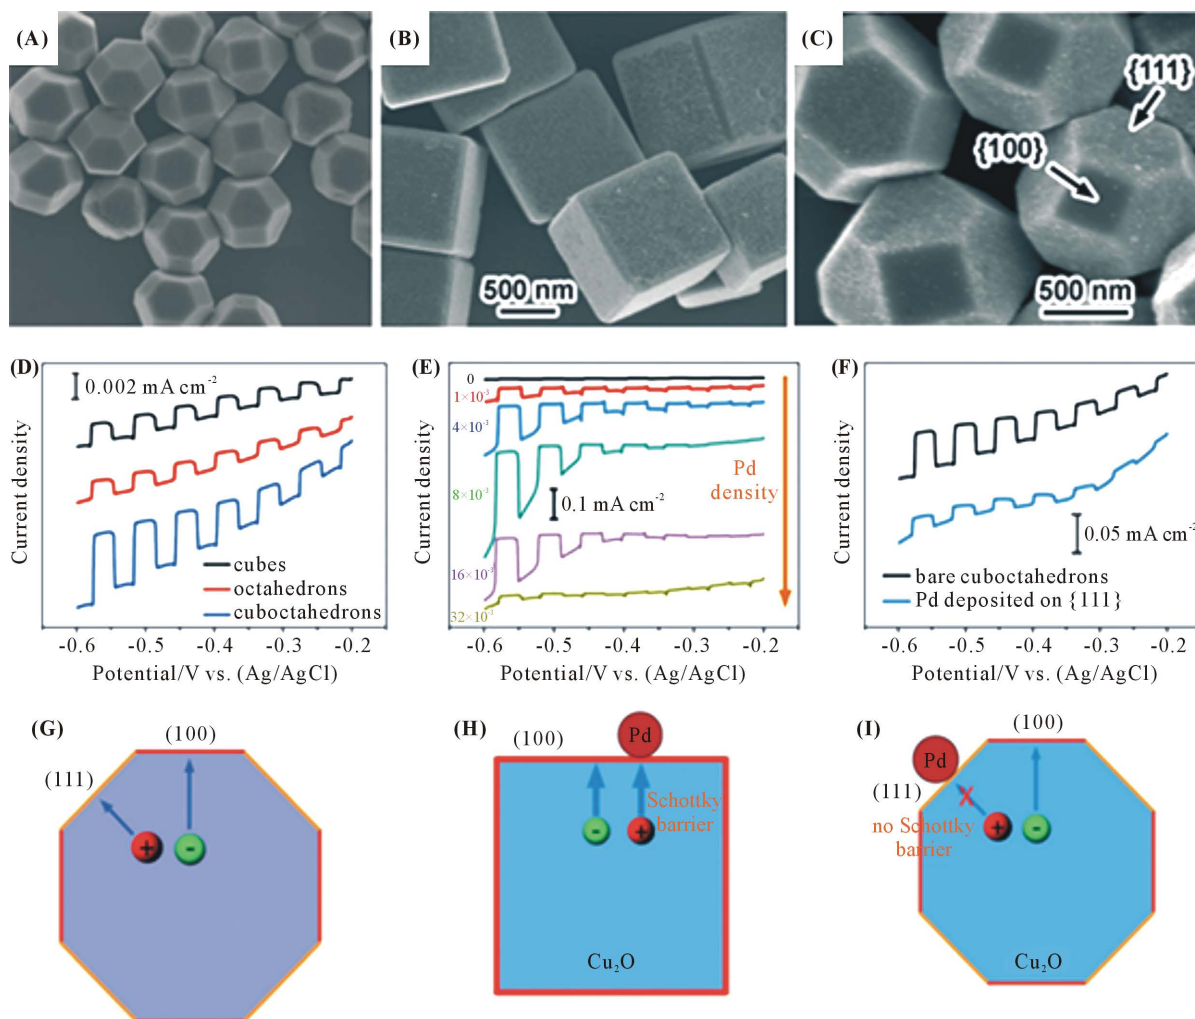 (A)
(B)
500 nm
(C)
{111}
{100}
500 nm
(D)
0.002 mA cm⁻²
Current density
cubes
octahedrons
cuboctahedrons
-0.6 -0.5 -0.4 -0.3 -0.2
Potential/V vs. (Ag/AgCl)
(E)
0
1×10⁻³
4×10⁻³
8×10⁻³
16×10⁻³
32×10⁻³
Pd
density
0.1 mA cm⁻²
Current density
-0.6 -0.5 -0.4 -0.3 -0.2
Potential/V vs. (Ag/AgCl)
(F)
0.05 mA cm⁻²
Current density
bare cuboctahedrons
Pd deposited on {111}
-0.6 -0.5 -0.4 -0.3 -0.2
Potential/V vs. (Ag/AgCl)
(G)
(100)
(111)
+
-
(H)
(100)
Pd
Schottky
barrier
-
+
Cu₂O
(I)
(100)
Pd
(111)
X
no Schottky
barrier
+
-
Cu₂O